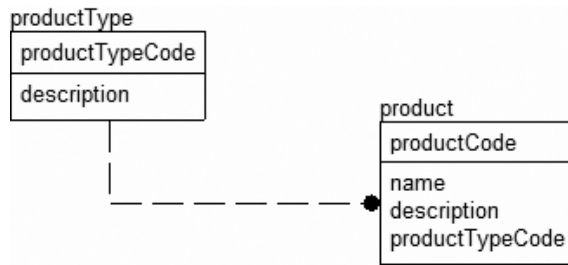 productType
productTypeCode
description
product
productCode
name
description
productTypeCode